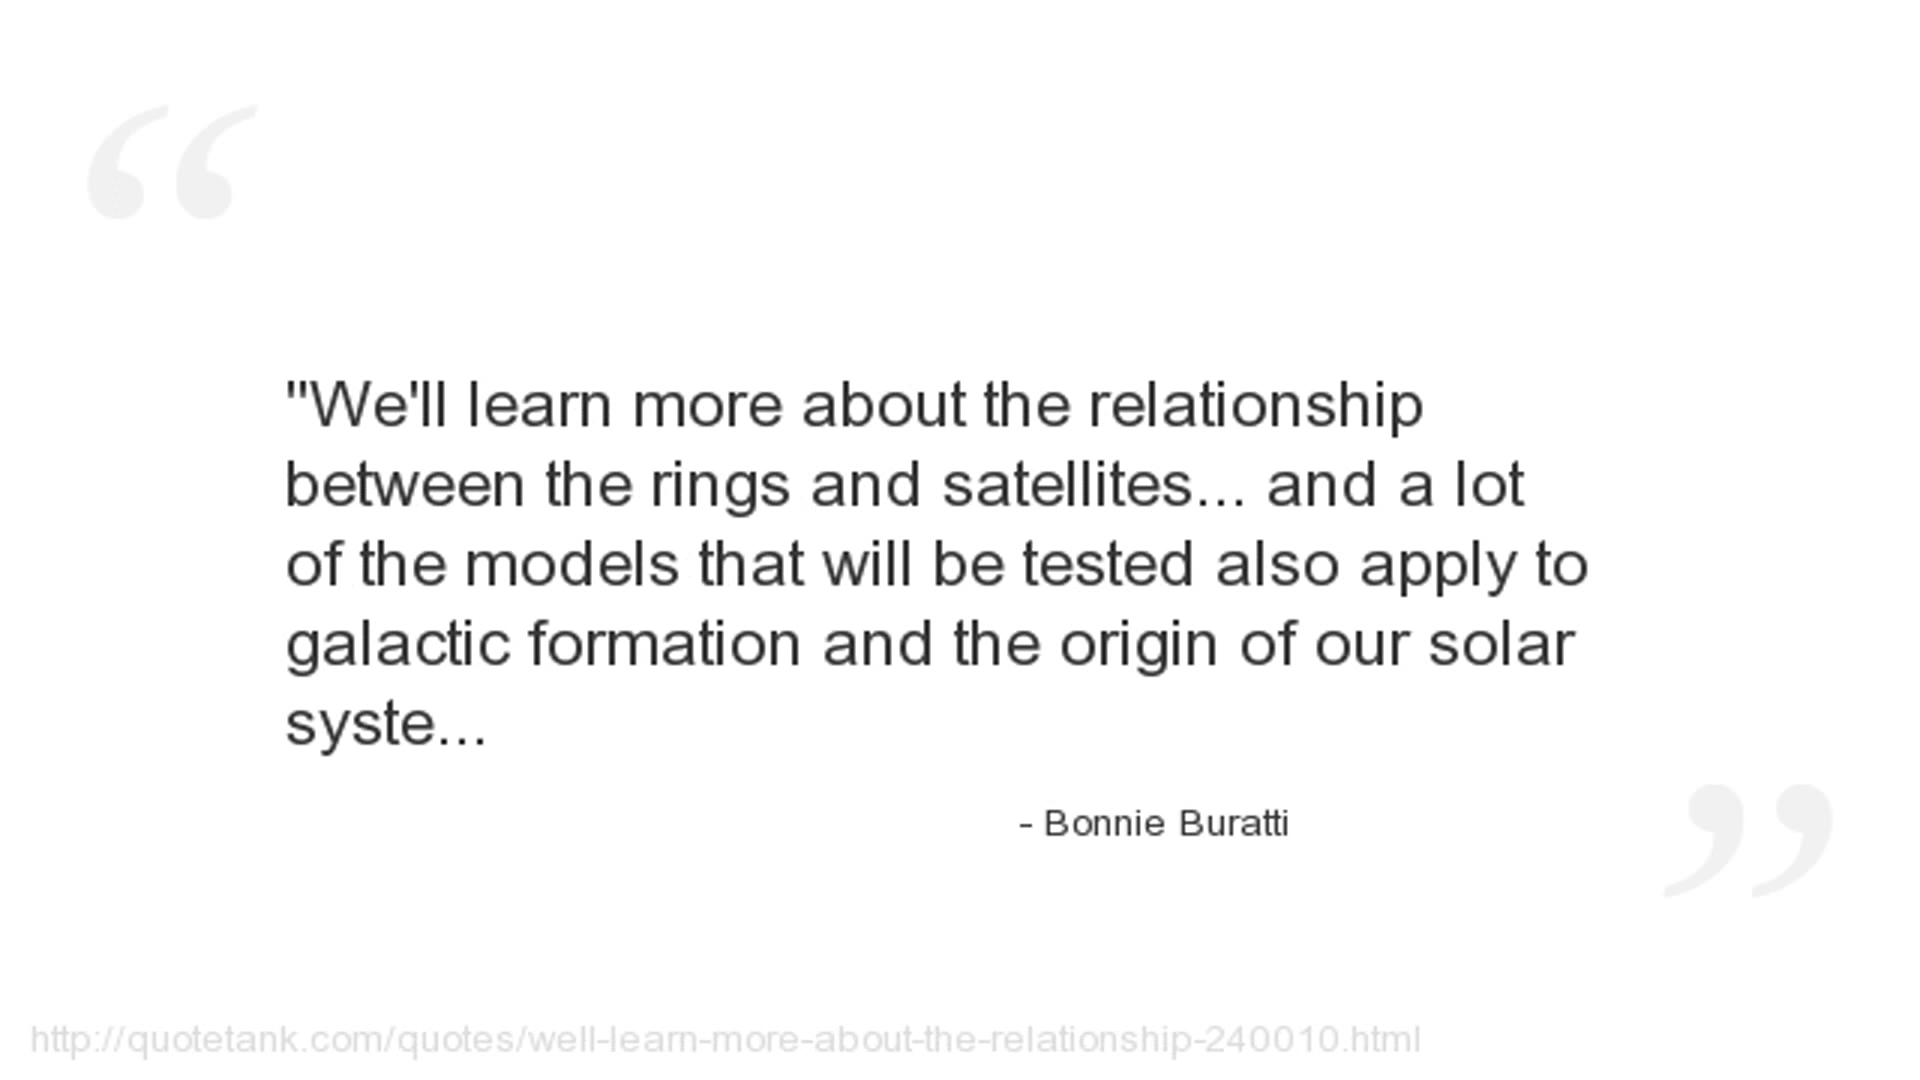 "We'll learn more about the relationship
between the rings and satellites... and a lot
of the models that will be tested also apply to
galactic formation and the origin of our solar
syste...
- Bonnie Buratti
http://quotetank.com/quotes/well-learn-more-about-the-relationship-240010.html